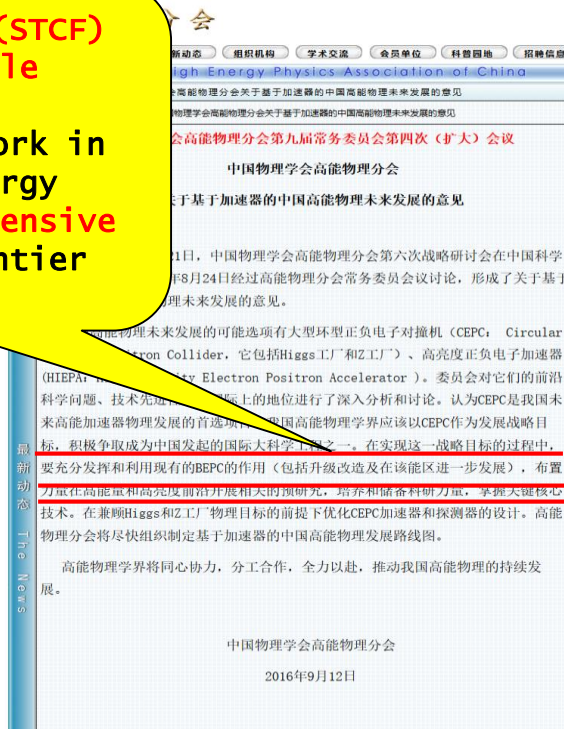 (STCF)
le
ork in
rgy
ensive
ntier
会
新动态 组织机构 学术交流 会员单位 科普园地 招聘信息
igh Energy Physics Association of China
会高能物理分会关于基于加速器的中国高能物理未来发展的意见
物理学会高能物理分会关于基于加速器的中国高能物理未来发展的意见
会高能物理分会第九届常务委员会第四次(扩大)会议
中国物理学会高能物理分会
关于基于加速器的中国高能物理未来发展的意见
21日,中国物理学会高能物理分会第六次战略研讨会在中国科学
年8月24日经过高能物理分会常务委员会议讨论,形成了关于基于
理未来发展的意见。
高能物理未来发展的可能选项有大型环型正负电子对撞机(CEPC: Circular
tron Collider,它包括Higgs工厂和Z工厂)、高亮度正负电子加速器
(HIEPA: ity Electron Positron Accelerator )。委员会对它们的前沿
科学问题、技术先进 际上的地位进行了深入分析和讨论。认为CEPC是我国未
来高能加速器物理发展的首选项 我国高能物理学界应该以CEPC作为发展战略目
标,积极争取成为中国发起的国际大科学工程之一。在实现这一战略目标的过程中,
要充分发挥和利用现有的BEPC的作用(包括升级改造及在该能区进一步发展),布置
力量在高能量和高亮度前沿开展相关的预研究,培养和储备科研力量,掌握关键核心
技术。在兼顾Higgs和Z工厂物理目标的前提下优化CEPC加速器和探测器的设计。高能
物理分会将尽快组织制定基于加速器的中国高能物理发展路线图。
高能物理学界将同心协力,分工合作,全力以赴,推动我国高能物理的持续发
展。
中国物理学会高能物理分会
2016年9月12日
最新动态 The News